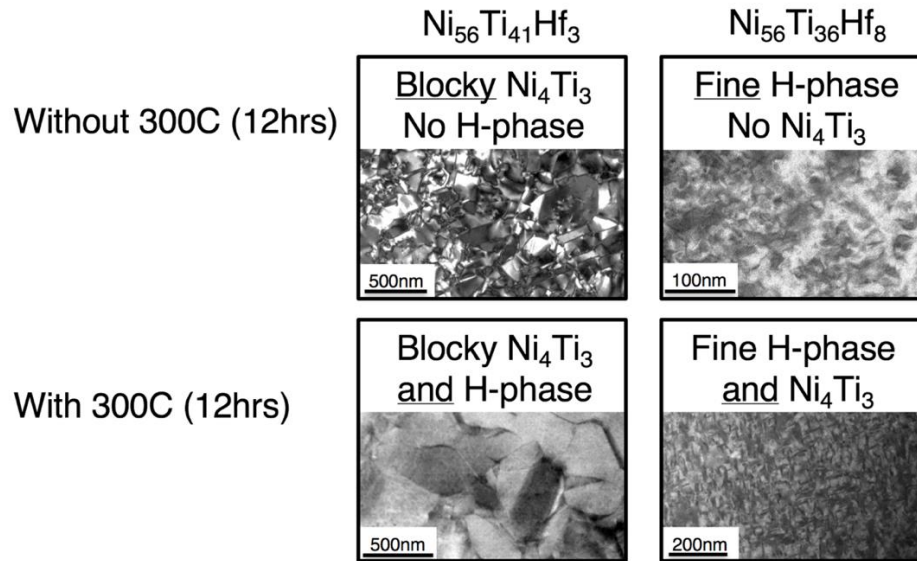 Ni₅₆Ti₄₁Hf₃
Ni₅₆Ti₃₆Hf₈
Without 300C (12hrs)
Blocky Ni₄Ti₃
No H-phase
500nm
Fine H-phase
No Ni₄Ti₃
100nm
With 300C (12hrs)
Blocky Ni₄Ti₃
and H-phase
500nm
Fine H-phase
and Ni₄Ti₃
200nm